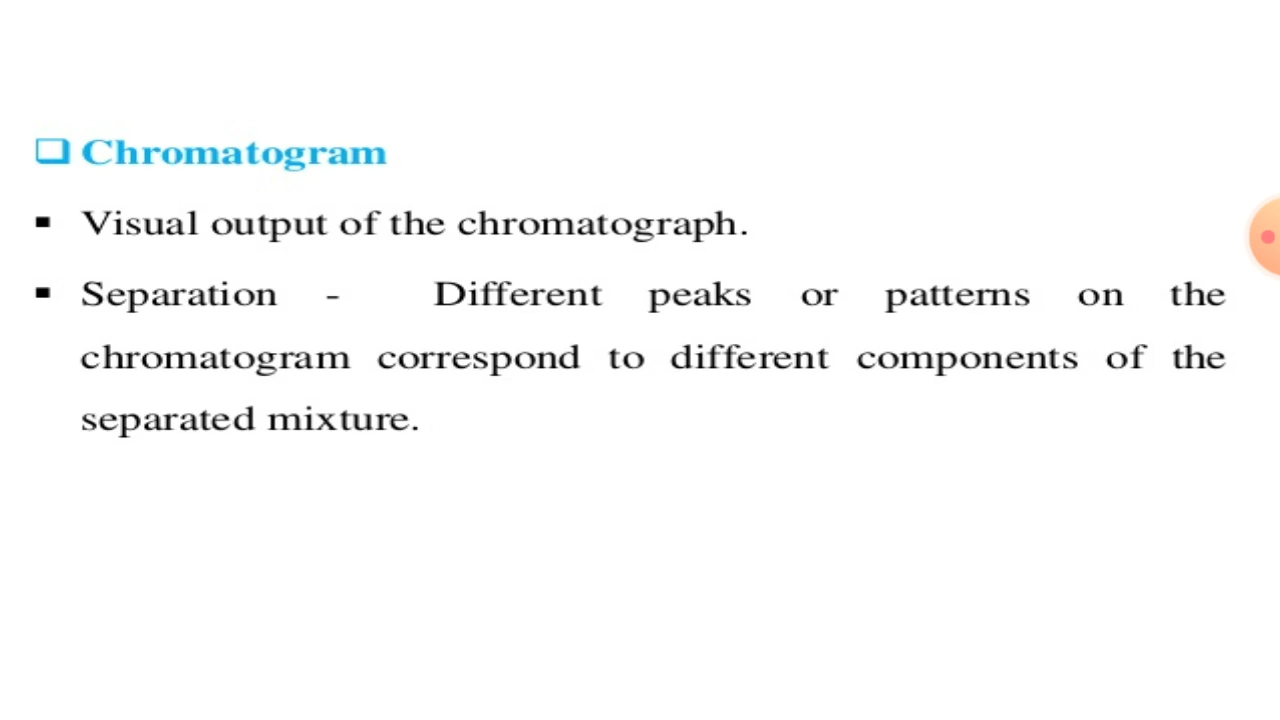 Chromatogram
Visual output of the chromatograph.
Separation - Different peaks or patterns on the
chromatogram correspond to different components of the
separated mixture.